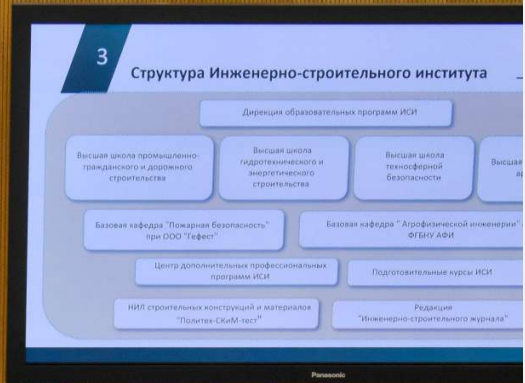 3
Структура Инженерно-строительного института
Дирекция образовательных программ ИСИ
Высшая школа промышленно-
гражданского и дорожного
строительства
Высшая школа
гидротехнического и
энергетического
строительства
Высшая школа
техносферной
безопасности
Высшая
Базовая кафедра "Пожарная безопасность"
при ООО "Гефест"
Базовая кафедра " Агрофизической инженерии"
ФГБНУ АФИ
Центр дополнительных профессиональных
программ ИСИ
Подготовительные курсы ИСИ
НИЛ строительных конструкций и материалов
"Политех-СКиМ-тест"
Редакция
"Инженерно-строительного журнала"
Panasonic